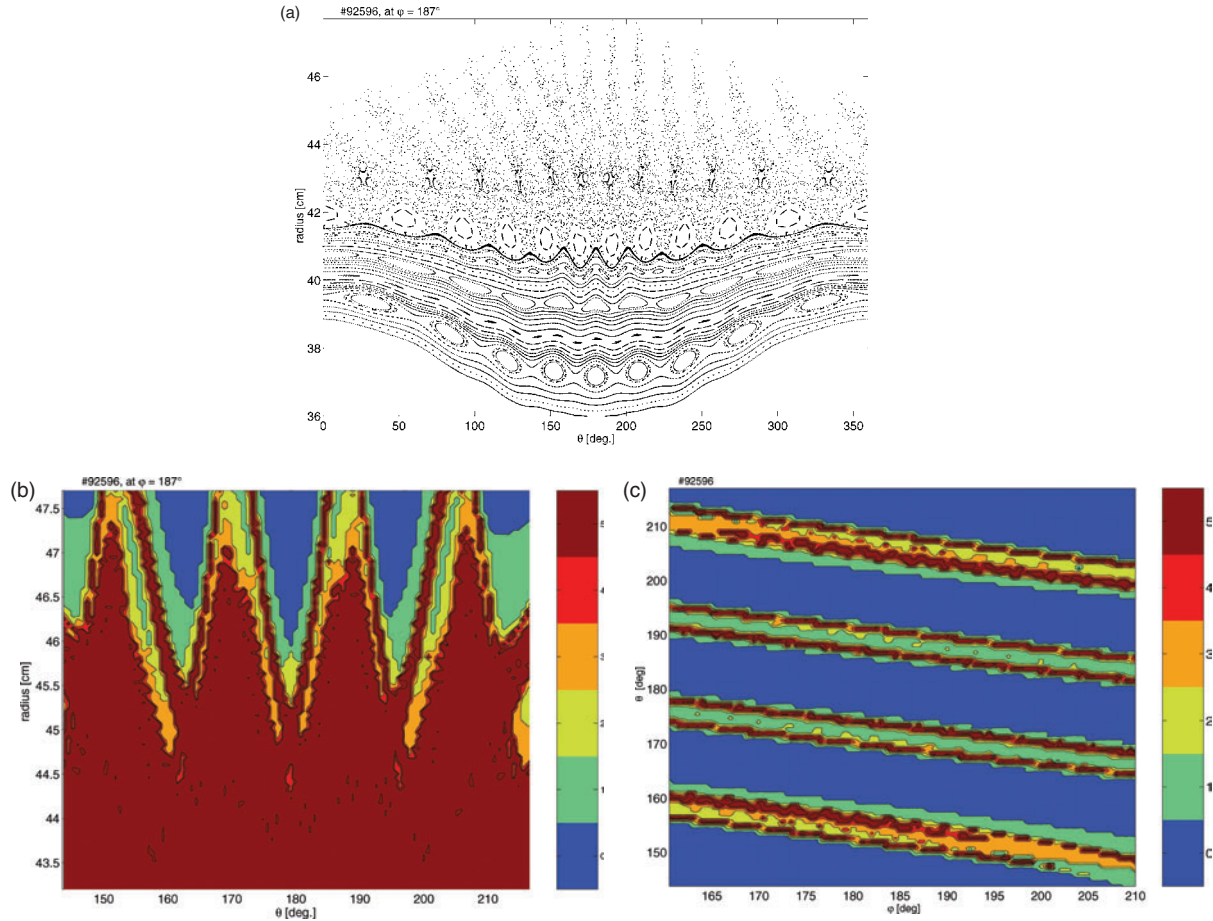 (a)
#92596, at φ = 187°
46
44
42
40
38
36
radius [cm]
0 50 100 150 200 250 300 350
θ [deg.]
(b)
#92596, at φ = 187°
47.5
47
46.5
46
45.5
45
44.5
44
43.5
radius [cm]
150 160 170 180 190 200 210
θ [deg.]
(c)
#92596
210
200
190
180
170
160
150
θ [deg]
165 170 175 180 185 190 195 200 205 210
φ [deg]